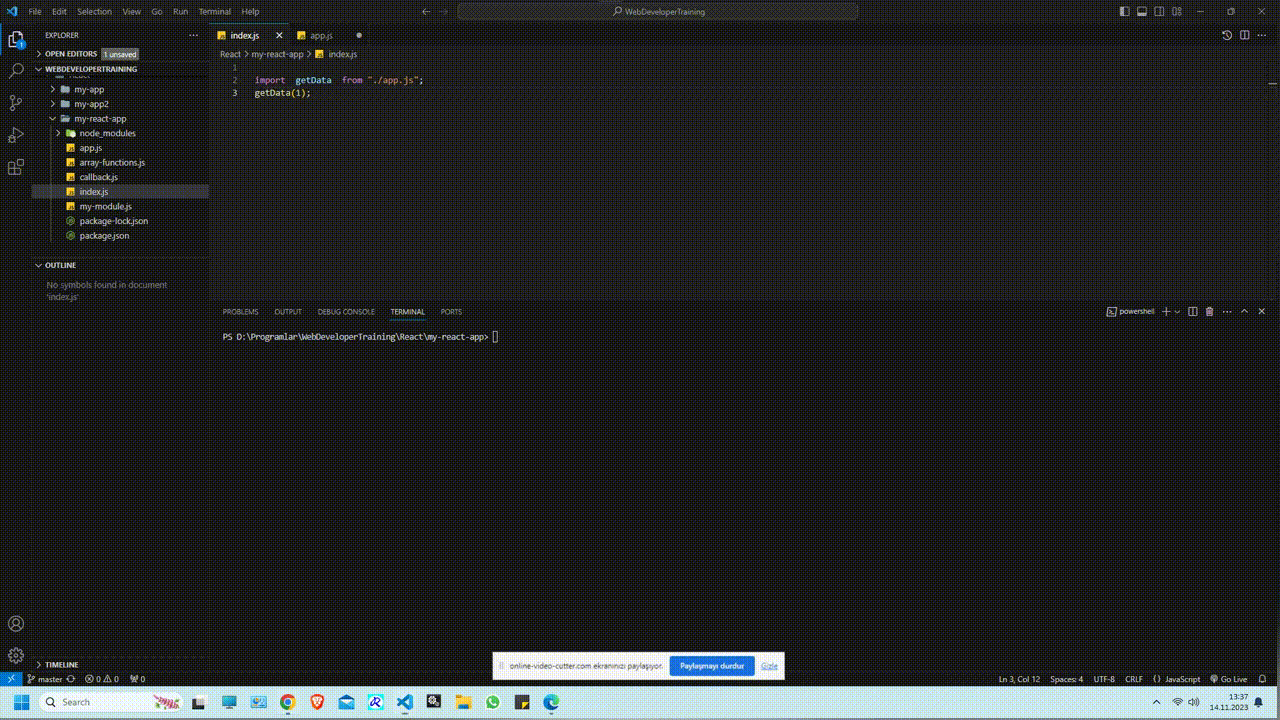 File Edit Selection View Go Run Terminal Help
WebDeveloperTraining
EXPLORER
OPEN EDITORS 1 unsaved
WEBDEVELOPERTRAINING
my-app
my-app2
my-react-app
node_modules
app.js
array-functions.js
callback.js
index.js
my-module.js
package-lock.json
package.json
OUTLINE
No symbols found in document
'index.js'
TIMELINE
index.js
app.js
React > my-react-app > index.js
1
2 import getData from "./app.js";
3 getData(1);
PROBLEMS OUTPUT DEBUG CONSOLE TERMINAL PORTS
powershell
PS D:\Programlar\WebDeveloperTraining\React\my-react-app>
online-video-cutter.com ekranınızı paylaşıyor. Paylaşmayı durdur Gizle
master 0 0 0
Ln 3, Col 12 Spaces: 4 UTF-8 CRLF {} JavaScript Go Live
Search
13:37
14.11.2023